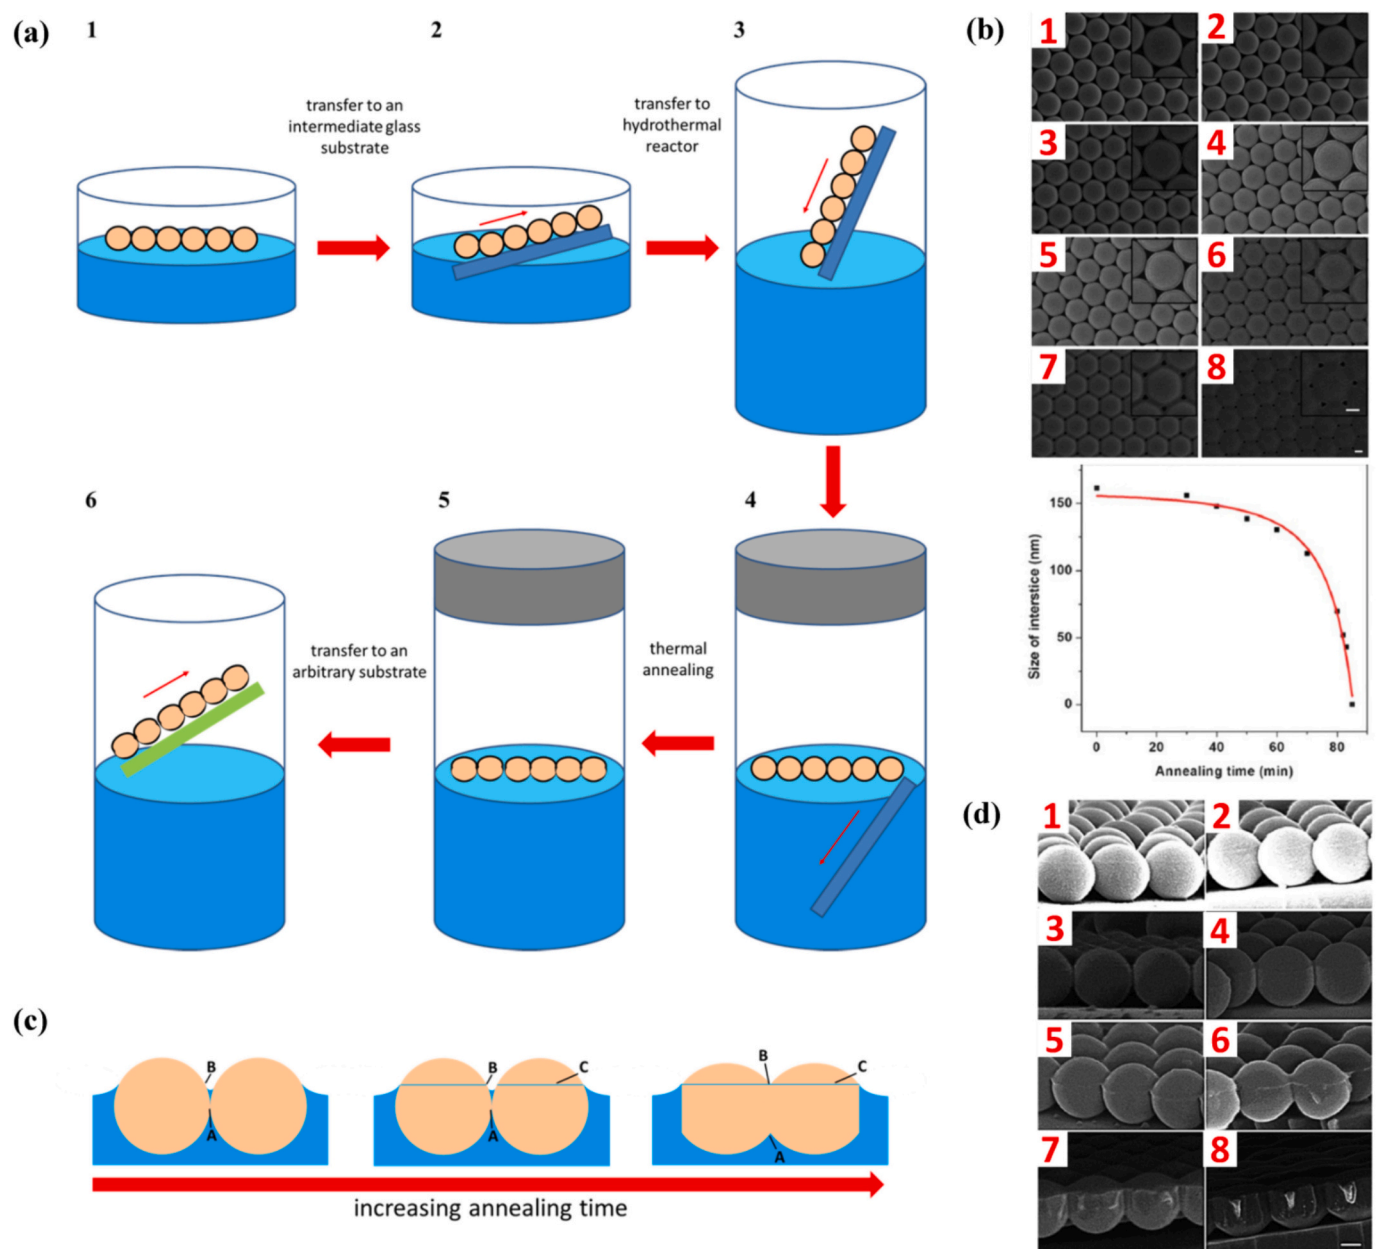 (a)
1
2
3
transfer to an
intermediate glass
substrate
transfer to
hydrothermal
reactor
6
5
4
transfer to an
arbitrary substrate
thermal
annealing
(b)
1
2
3
4
5
6
7
8
Size of interstice (nm)
150
100
50
0
0 20 40 60 80
Annealing time (min)
(c)
B
A
B
C
A
B
C
A
increasing annealing time
(d)
1
2
3
4
5
6
7
8